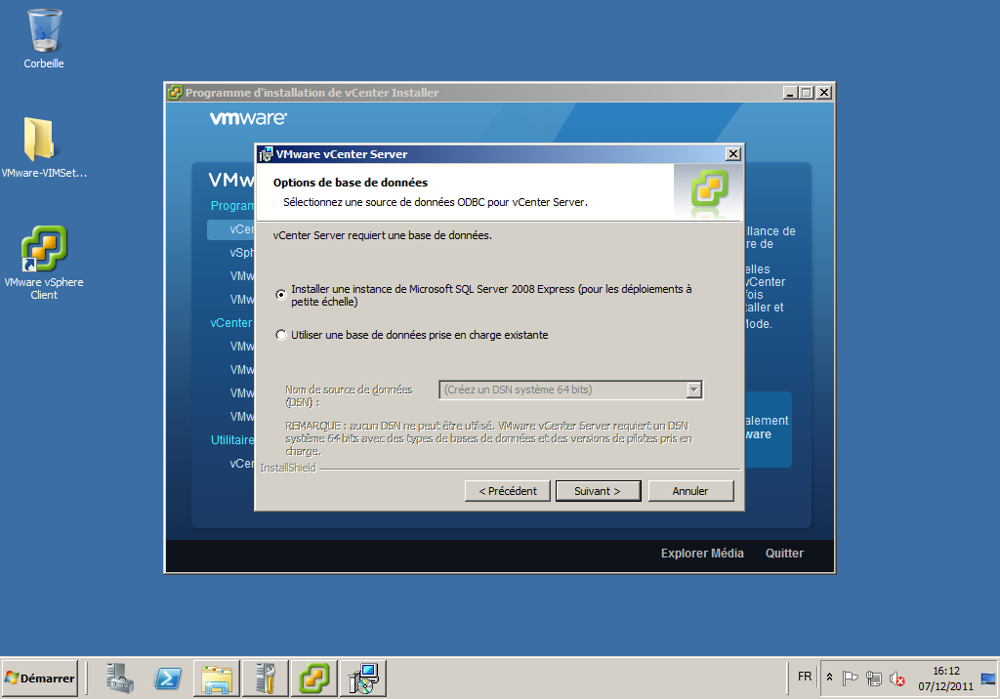 Corbeille
VMware-VIMSet...
VMware vSphere
Client
Programme d'installation de vCenter Installer
vmware
VMw
Program
vCen
vSph
VMw
VMw
vCenter
VMw
VMw
VMw
VMw
Utilitaire
vCen
llance de
re de
elles
vCenter
fois
taller et
Mode.
alement
ware
VMware vCenter Server
Options de base de données
Sélectionnez une source de données ODBC pour vCenter Server.
vCenter Server requiert une base de données.
Installer une instance de Microsoft SQL Server 2008 Express (pour les déploiements à
petite échelle)
Utiliser une base de données prise en charge existante
Nom de source de données
(DSN) :
(Créez un DSN système 64 bits)
REMARQUE : aucun DSN ne peut être utilisé. VMware vCenter Server requiert un DSN
système 64 bits avec des types de bases de données et des versions de pilotes pris en
charge.
InstallShield
< Précédent
Suivant >
Annuler
Explorer Média
Quitter
Démarrer
FR
16:12
07/12/2011